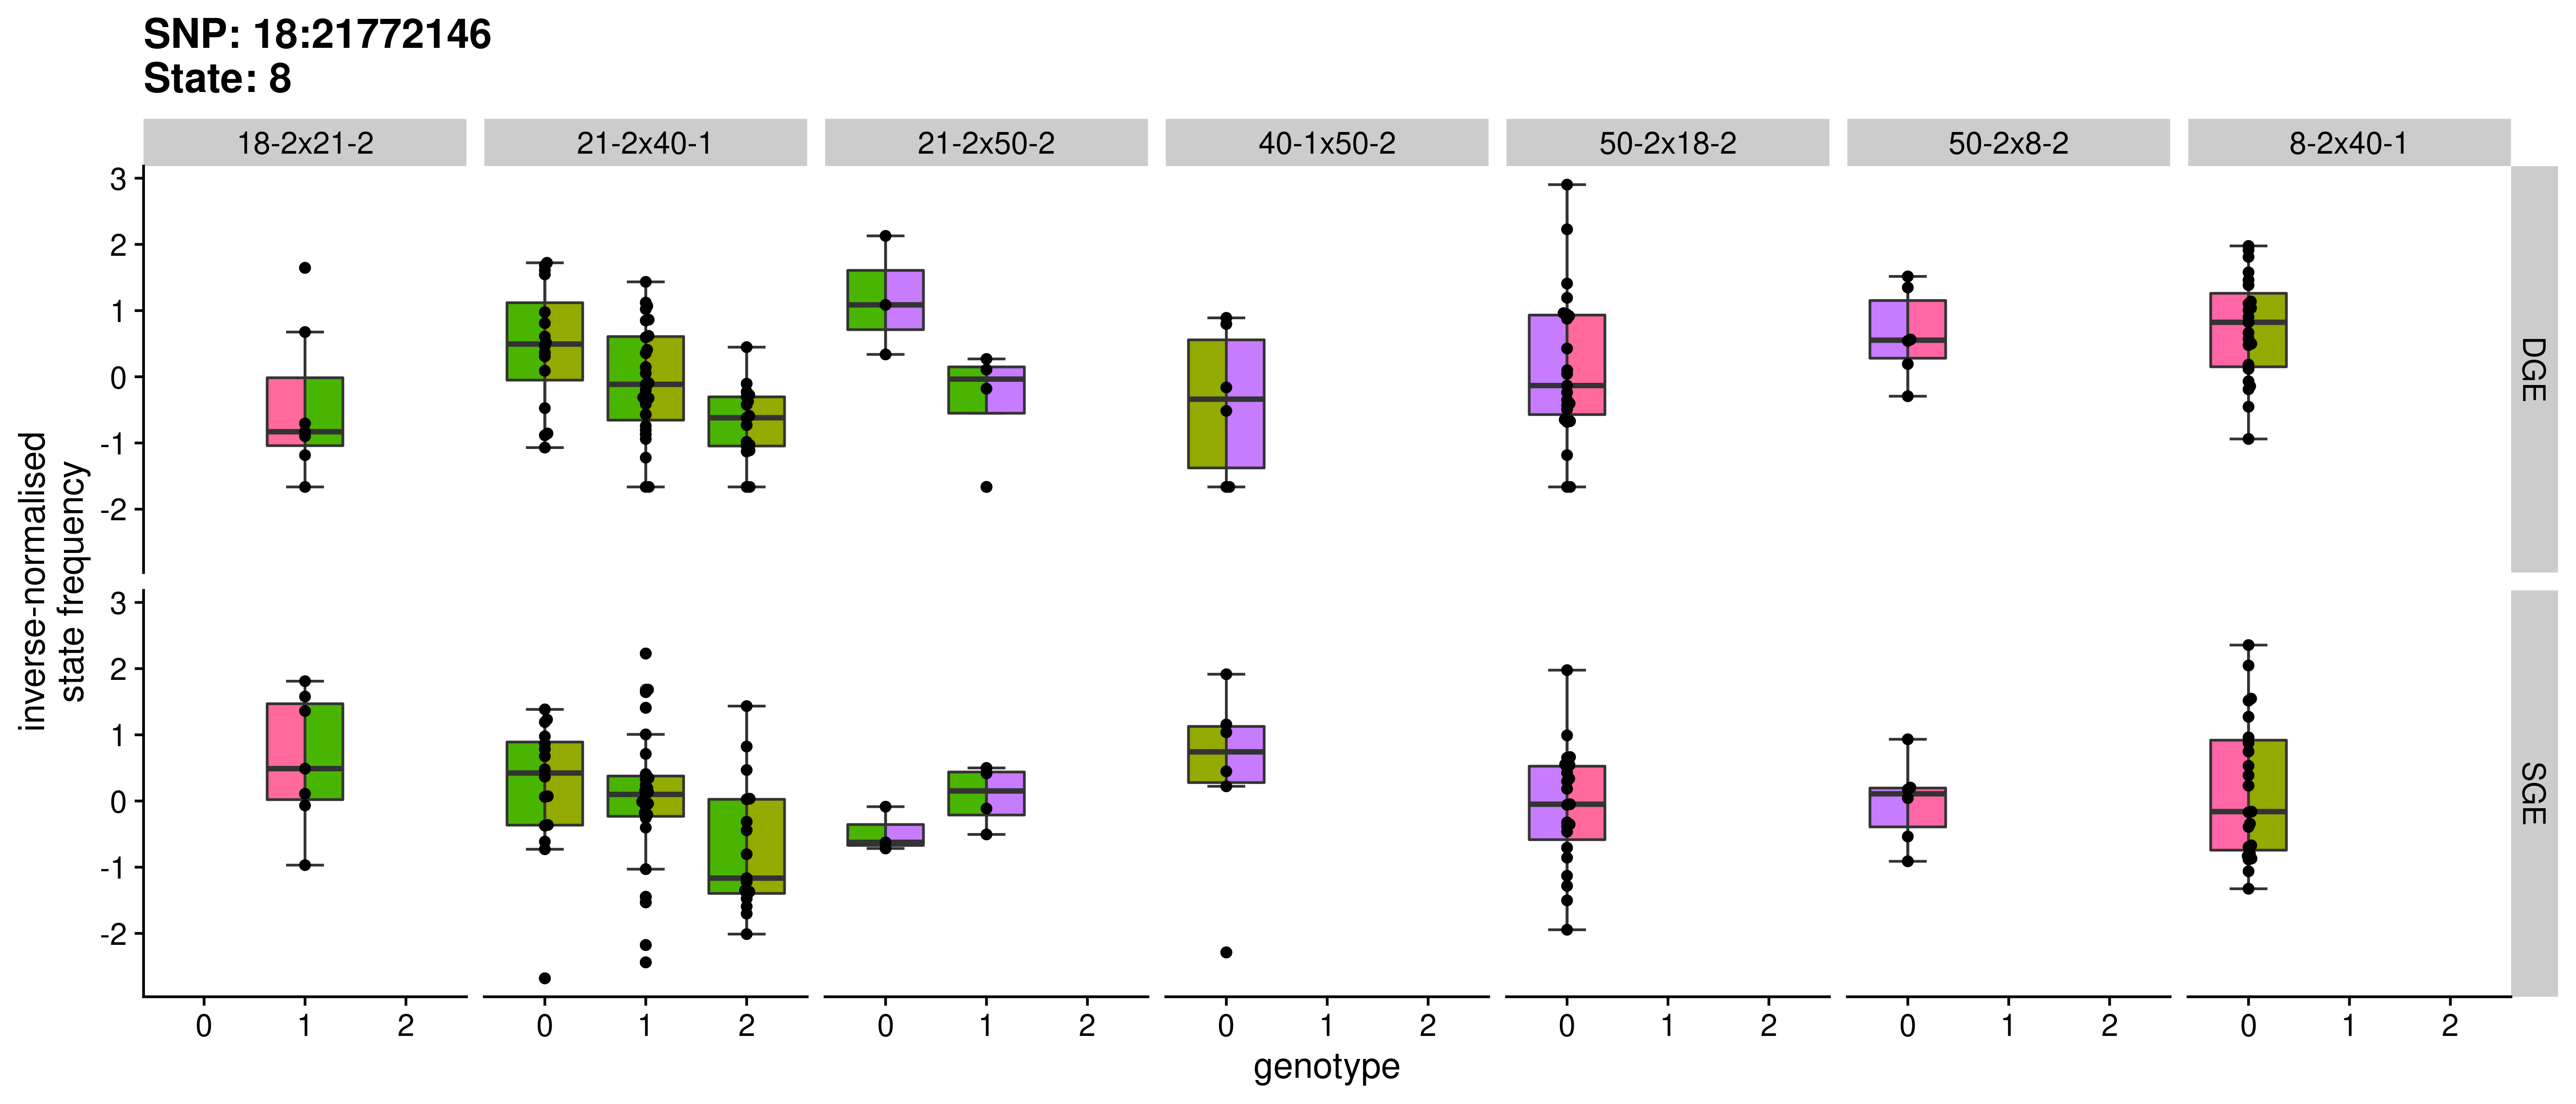 SNP: 18:21772146
State: 8
18-2x21-2 21-2x40-1 21-2x50-2 40-1x50-2 50-2x18-2 50-2x8-2 8-2x40-1
3
2
1
0
-1
-2
DGE
3
2
1
0
-1
-2
SGE
inverse-normalised
state frequency
0 1 2 0 1 2 0 1 2 0 1 2 0 1 2 0 1 2 0 1 2
genotype